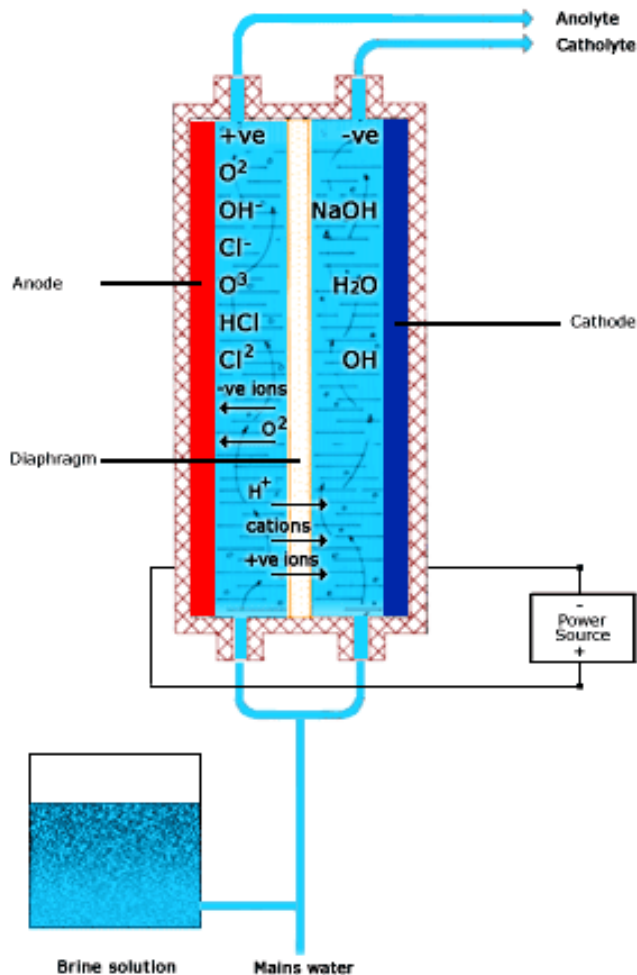 Anolyte
Catholyte
+ve
-ve
O²
OH⁻
NaOH
Cl⁻
Anode
O³
H₂O
HCl
Cathode
Cl²
OH
-ve ions
O²
Diaphragm
H⁺
cations
+ve ions
-
Power
Source
+
Brine solution
Mains water